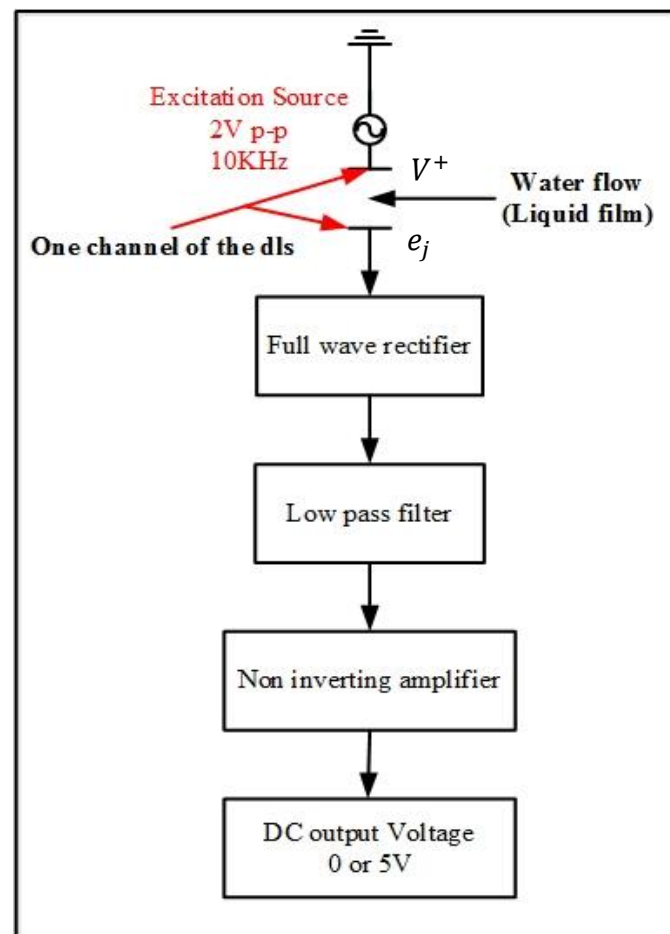 Excitation Source
2V p-p
10KHz
V⁺
Water flow
(Liquid film)
One channel of the dls
eⱼ
Full wave rectifier
Low pass filter
Non inverting amplifier
DC output Voltage
0 or 5V